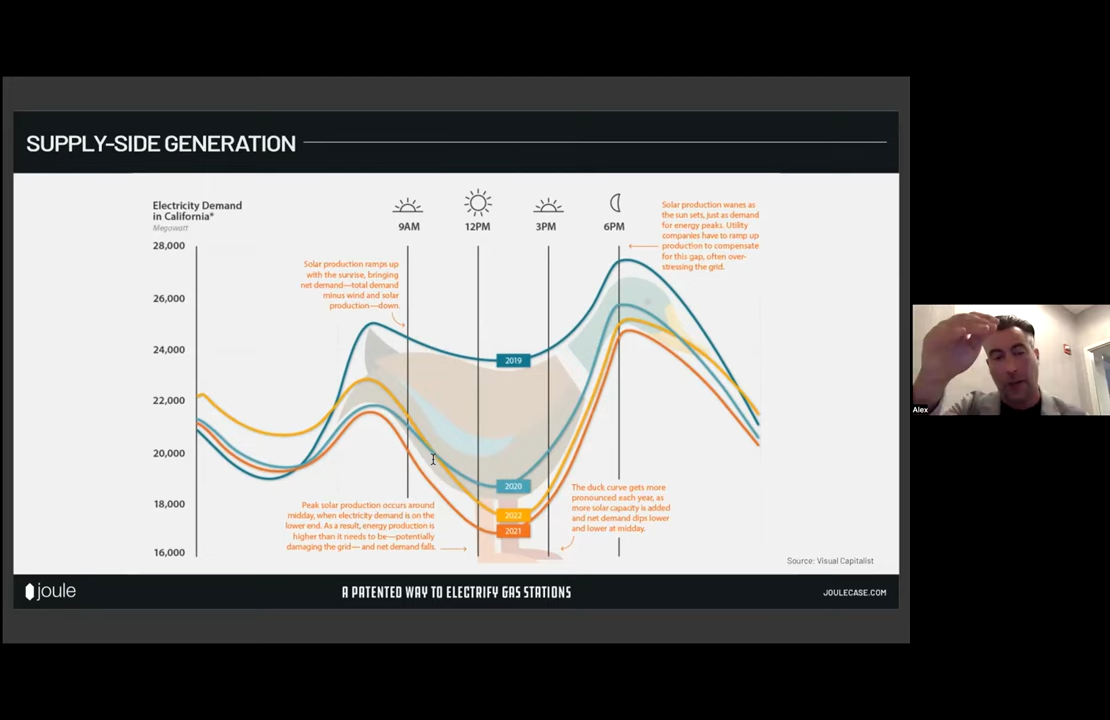 SUPPLY-SIDE GENERATION
Electricity Demand
in California*
Megawatt
9AM
12PM
3PM
6PM
Solar production wanes as
the sun sets, just as demand
for energy peaks. Utility
companies have to ramp up
production to compensate
for this gap, often over-
stressing the grid.
28,000
26,000
24,000
22,000
20,000
18,000
16,000
Solar production ramps up
with the sunrise, bringing
net demand—total demand
minus wind and solar
production—down.
2019
2020
2022
2021
Peak solar production occurs around
midday, when electricity demand is on the
lower end. As a result, energy production is
higher than it needs to be—potentially
damaging the grid— and net demand falls.
The duck curve gets more
pronounced each year, as
more solar capacity is added
and net demand dips lower
and lower at midday.
Source: Visual Capitalist
joule
A PATENTED WAY TO ELECTRIFY GAS STATIONS
JOULECASE.COM
Alex